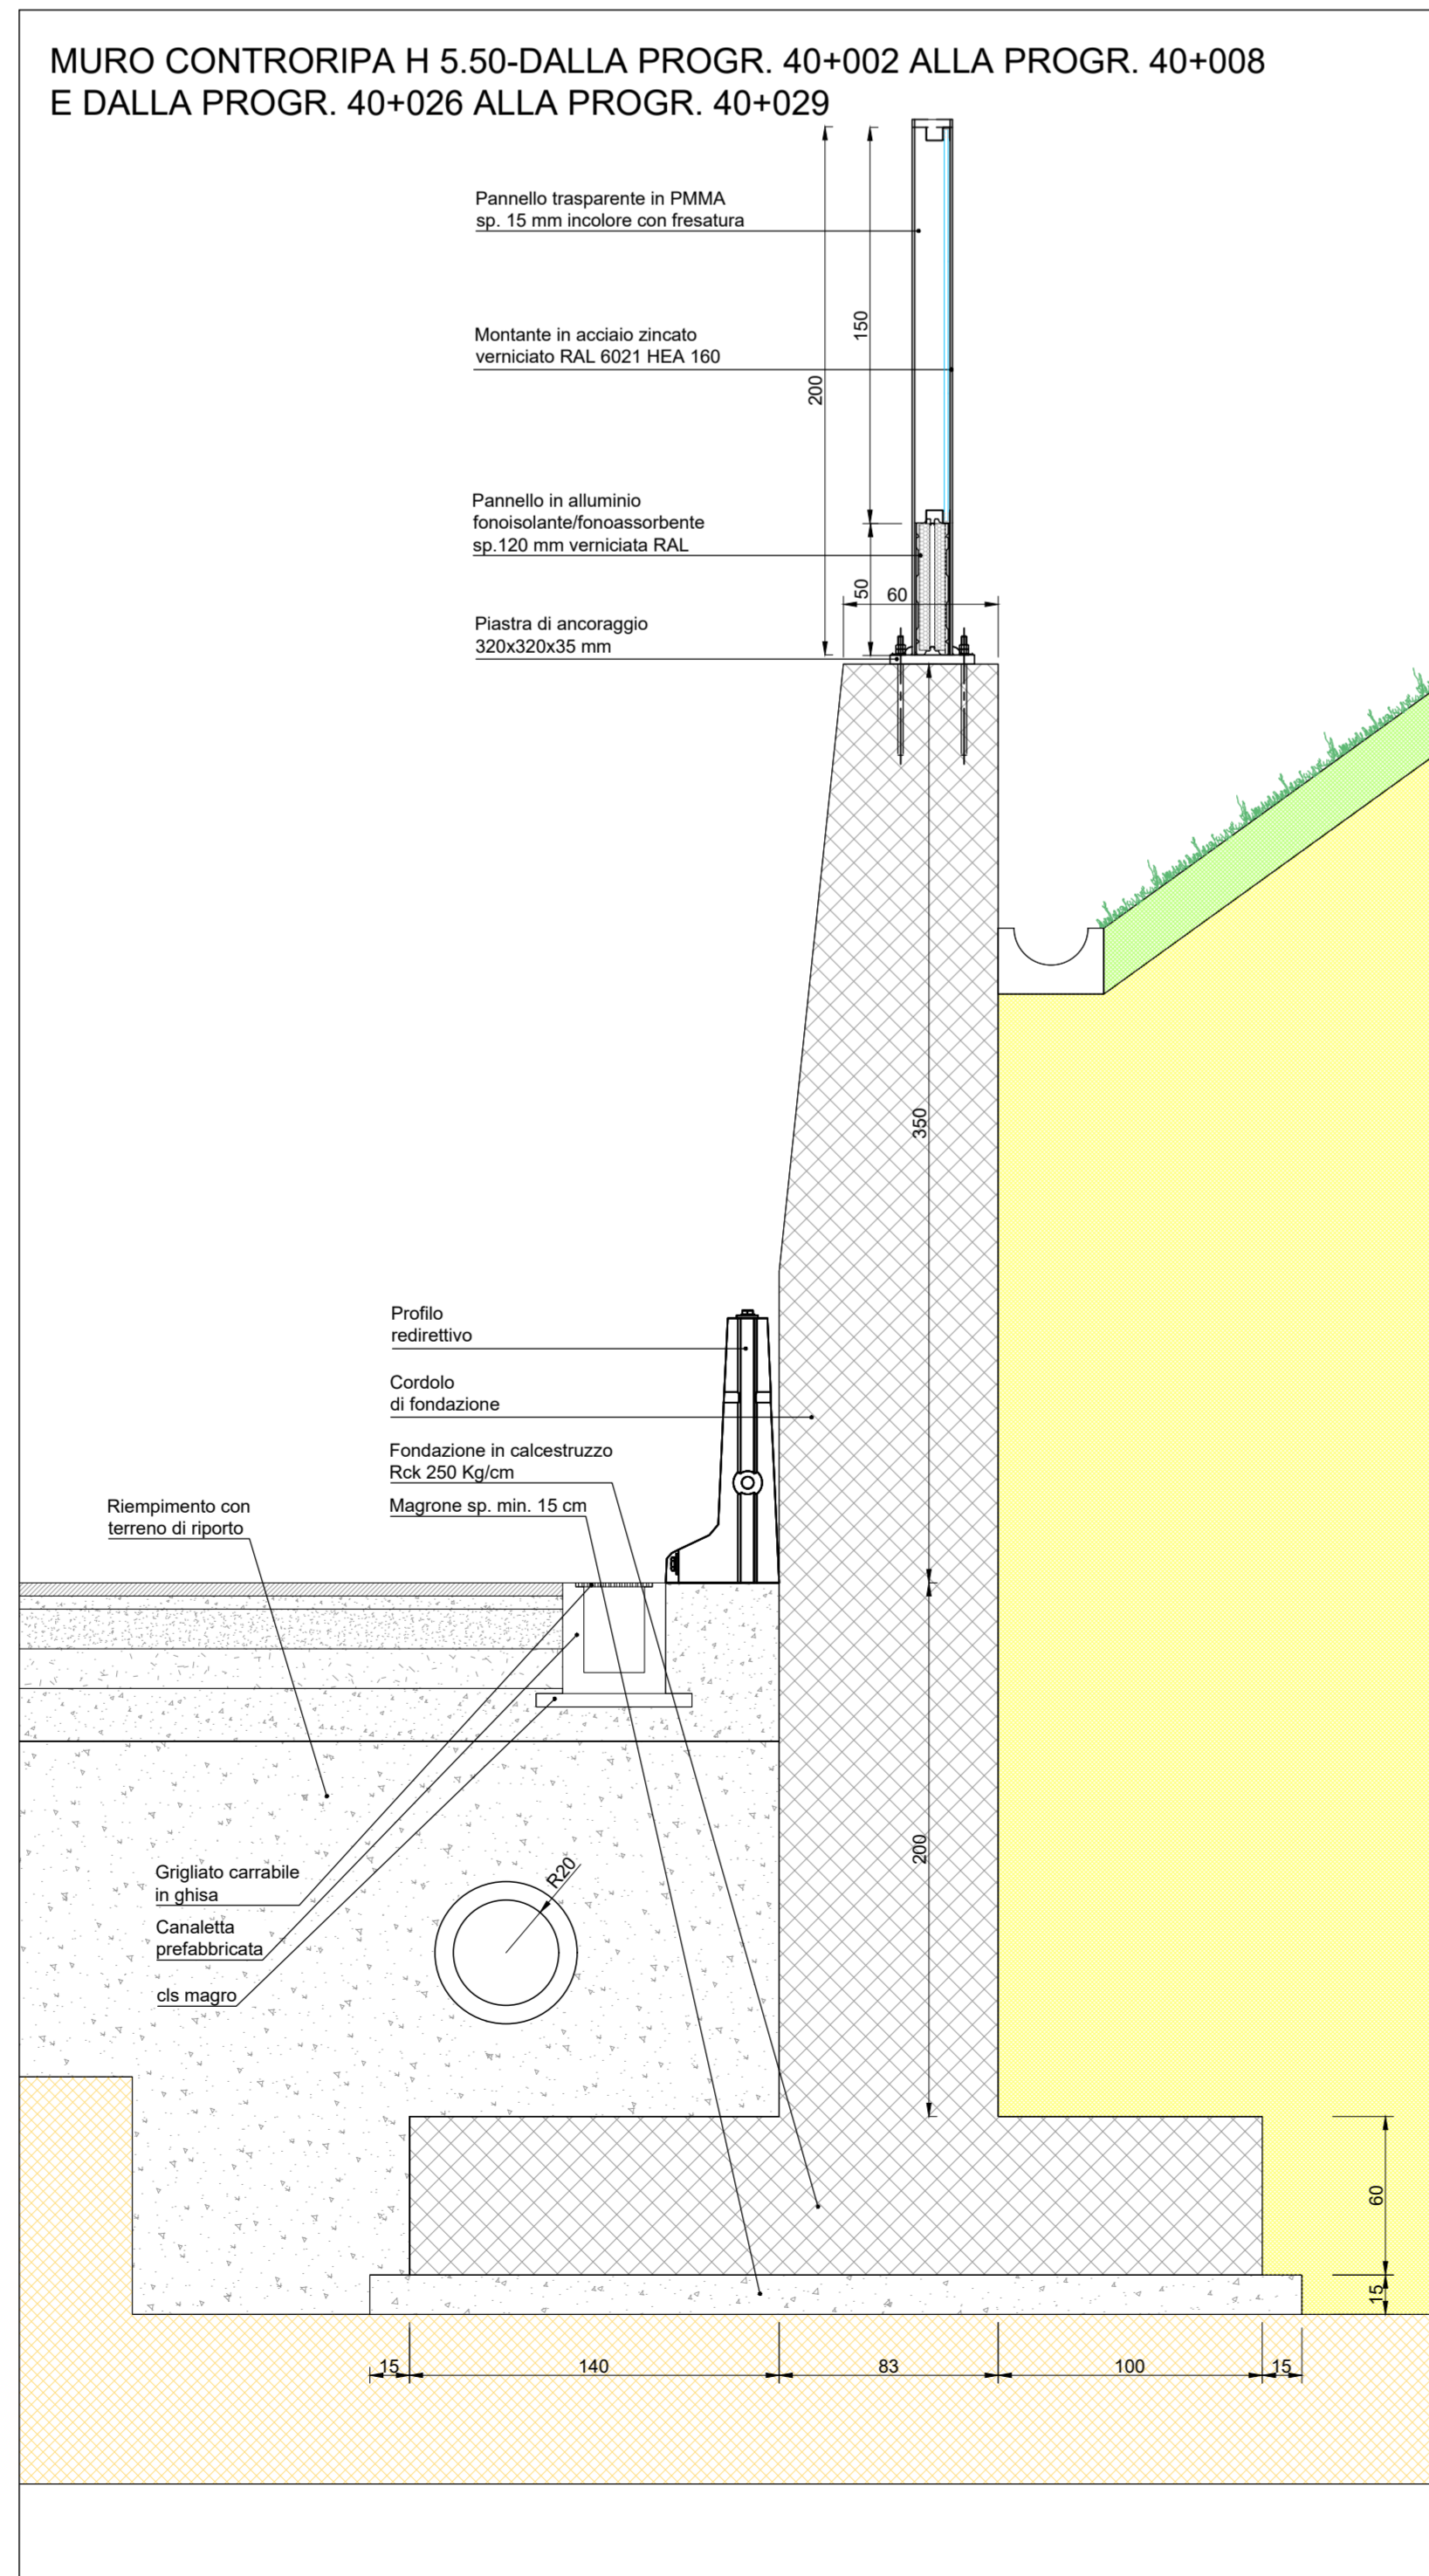 MURO CONTRORIPA H 5.50-DALLA PROGR. 40+002 ALLA PROGR. 40+008
E DALLA PROGR. 40+026 ALLA PROGR. 40+029
Pannello trasparente in PMMA
sp. 15 mm incolore con fresatura
150
Montante in acciaio zincato
verniciato RAL 6021 HEA 160
200
Pannello in alluminio
fonoisolante/fonoassorbente
sp.120 mm verniciata RAL
50
60
Piastra di ancoraggio
320x320x35 mm
350
Profilo
redirettivo
Cordolo
di fondazione
Fondazione in calcestruzzo
Rck 250 Kg/cm
Magrone sp. min. 15 cm
Riempimento con
terreno di riporto
200
R20
Grigliato carrabile
in ghisa
Canaletta
prefabbricata
cls magro
60
15
15
140
83
100
15